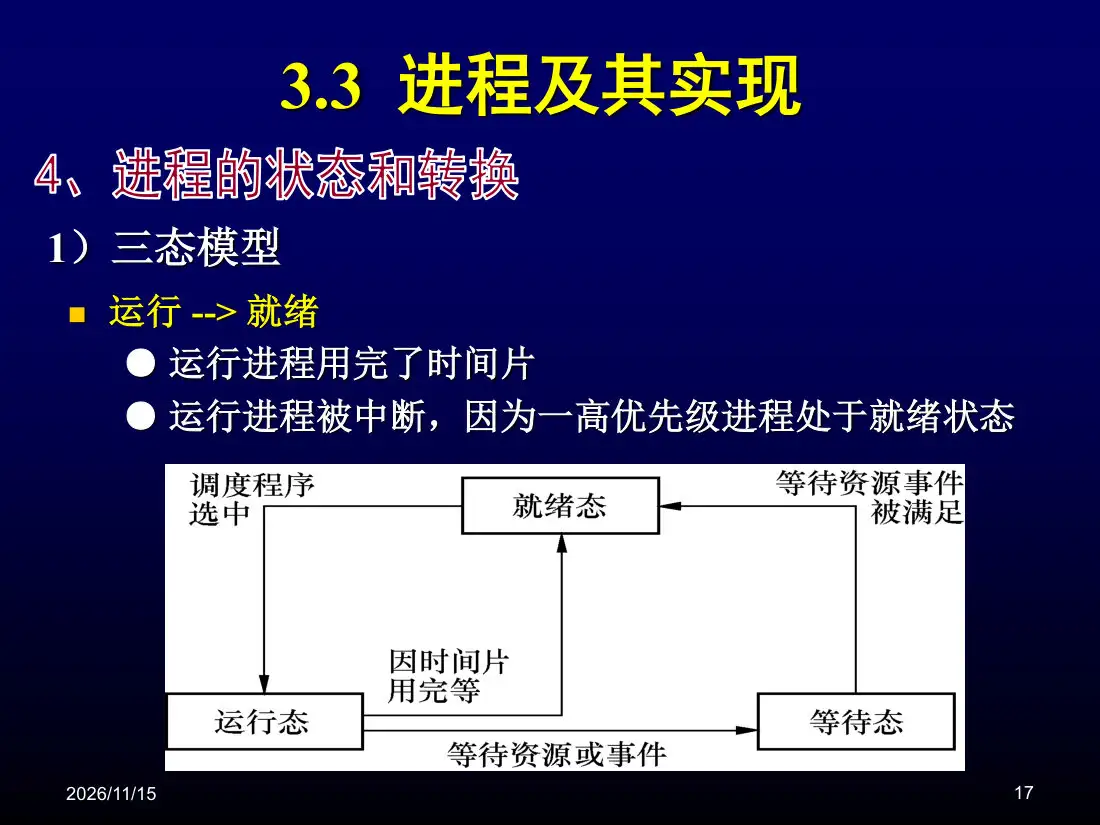 3.3 进程及其实现
4、进程的状态和转换
1）三态模型
运行 --> 就绪
运行进程用完了时间片
运行进程被中断，因为一高优先级进程处于就绪状态
调度程序
选中
就绪态
等待资源事件
被满足
因时间片
用完等
运行态
等待态
等待资源或事件
2026/11/15
17